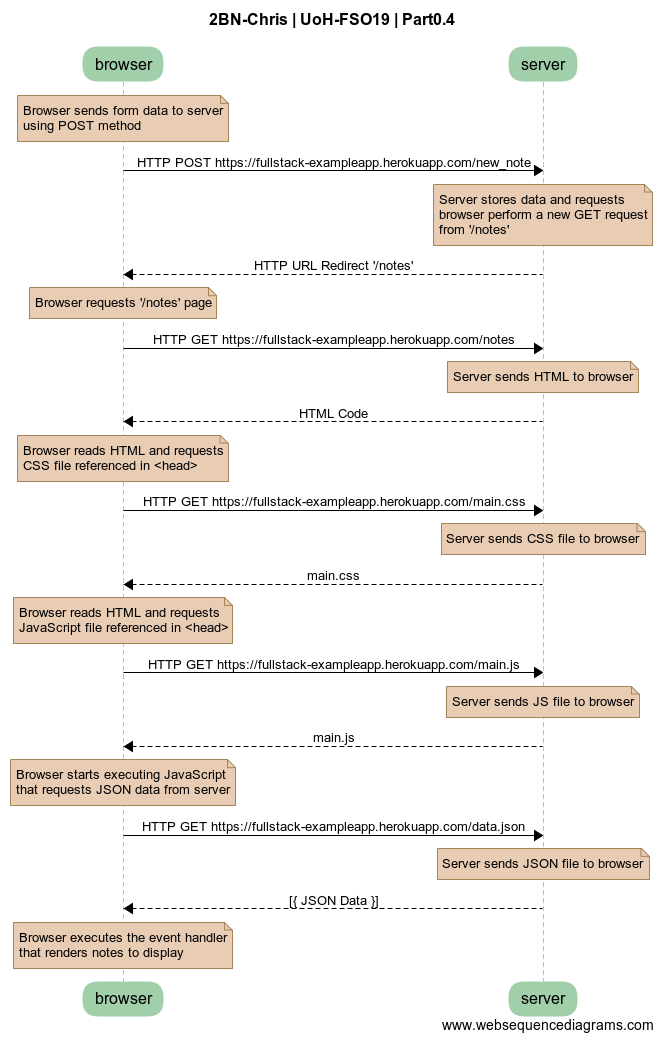 2BN-Chris | UoH-FSO19 | Part0.4
browser
server
Browser sends form data to server
using POST method
HTTP POST https://fullstack-exampleapp.herokuapp.com/new_note
Server stores data and requests
browser perform a new GET request
from '/notes'
HTTP URL Redirect '/notes'
Browser requests '/notes' page
HTTP GET https://fullstack-exampleapp.herokuapp.com/notes
Server sends HTML to browser
HTML Code
Browser reads HTML and requests
CSS file referenced in <head>
HTTP GET https://fullstack-exampleapp.herokuapp.com/main.css
Server sends CSS file to browser
main.css
Browser reads HTML and requests
JavaScript file referenced in <head>
HTTP GET https://fullstack-exampleapp.herokuapp.com/main.js
Server sends JS file to browser
main.js
Browser starts executing JavaScript
that requests JSON data from server
HTTP GET https://fullstack-exampleapp.herokuapp.com/data.json
Server sends JSON file to browser
[{ JSON Data }]
Browser executes the event handler
that renders notes to display
browser
server
www.websequencediagrams.com